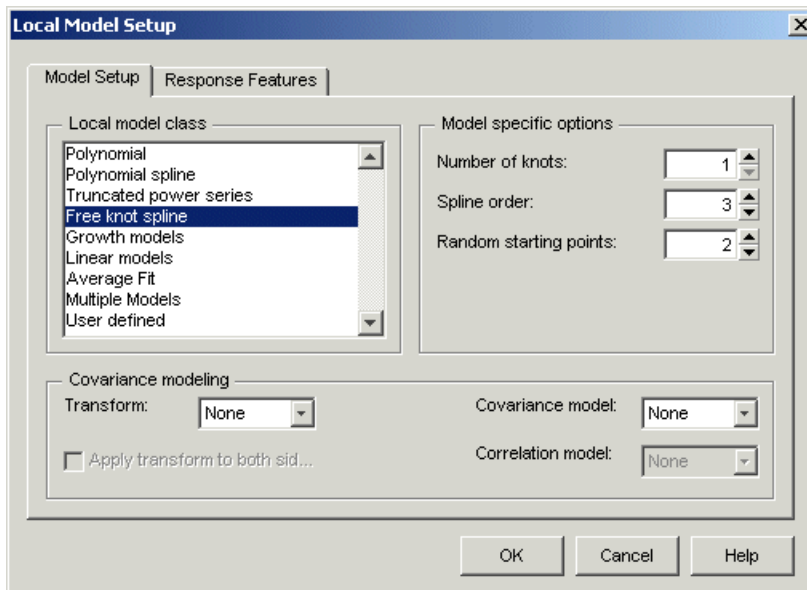 Local Model Setup
Model Setup
Response Features
Local model class
Polynomial
Polynomial spline
Truncated power series
Free knot spline
Growth models
Linear models
Average Fit
Multiple Models
User defined
Model specific options
Number of knots: 1
Spline order: 3
Random starting points: 2
Covariance modeling
Transform: None
Apply transform to both sid...
Covariance model: None
Correlation model: None
OK Cancel Help